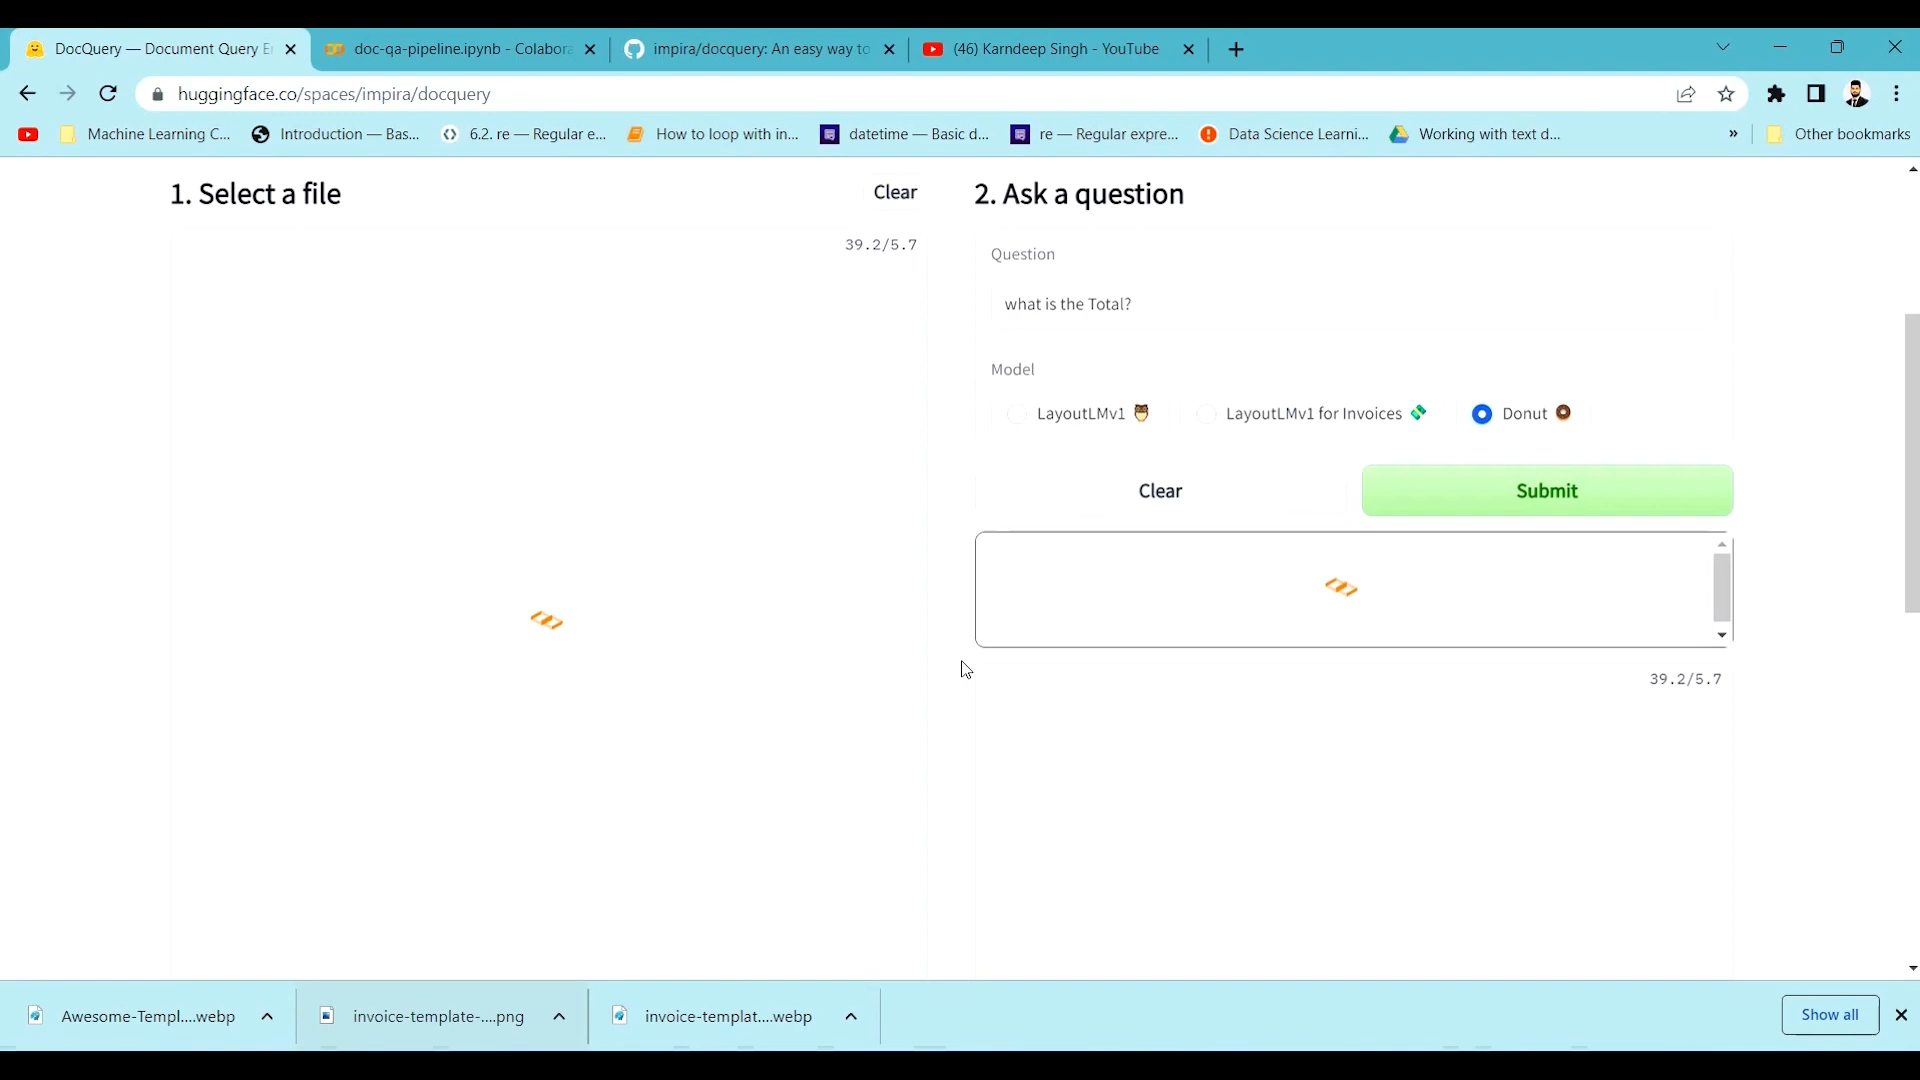 DocQuery — Document Query E
doc-qa-pipeline.ipynb - Colabora
impira/docquery: An easy way to
(46) Karndeep Singh - YouTube
huggingface.co/spaces/impira/docquery
Machine Learning C...
Introduction — Bas...
6.2. re — Regular e...
How to loop with in...
datetime — Basic d...
re — Regular expre...
Data Science Learni...
Working with text d...
»
Other bookmarks
1. Select a file
Clear
39.2/5.7
2. Ask a question
Question
what is the Total?
Model
LayoutLMv1
LayoutLMv1 for Invoices
Donut
Clear
Submit
39.2/5.7
Awesome-Templ....webp
invoice-template-....png
invoice-templat....webp
Show all